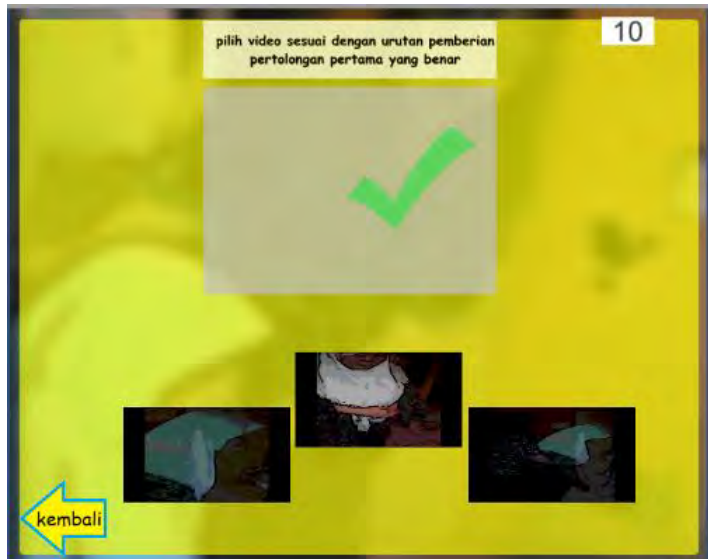 10
pilih video sesuai dengan urutan pemberian
pertolongan pertama yang benar
kembali